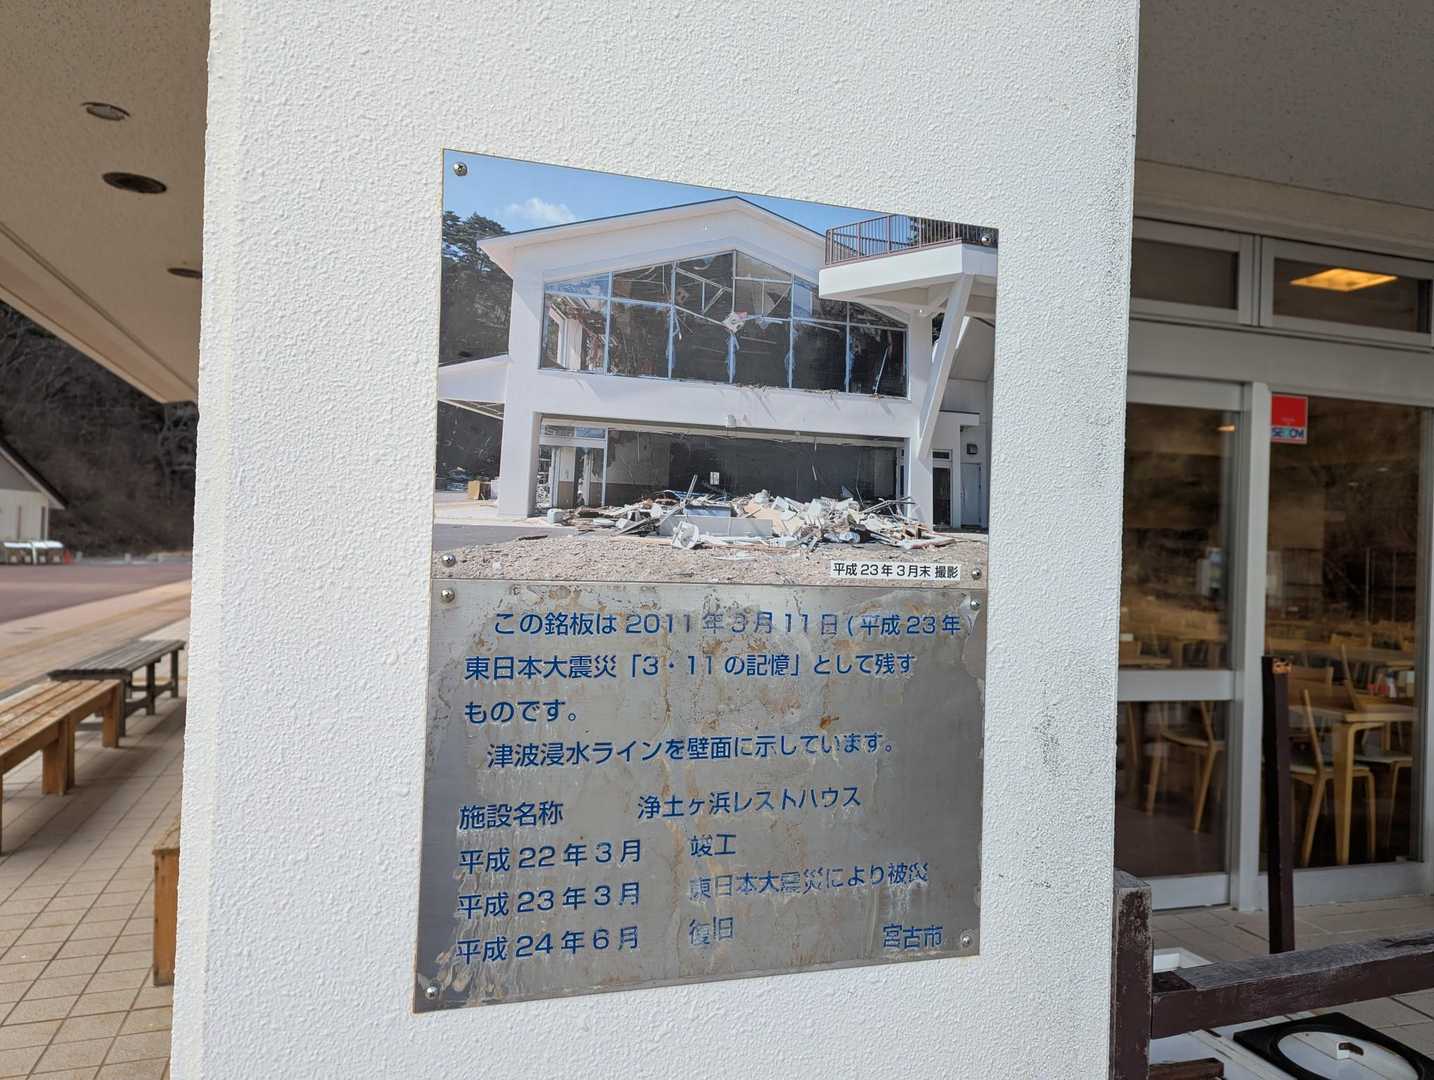 SECOM
平成23年3月末 撮影
この銘板は2011年3月11日(平成23年)
東日本大震災「3・11の記憶」として残す
ものです。
津波浸水ラインを壁面に示しています。
施設名称 浄土ヶ浜レストハウス
平成22年3月 竣工
平成23年3月 東日本大震災により被災
平成24年6月 復旧
宮古市